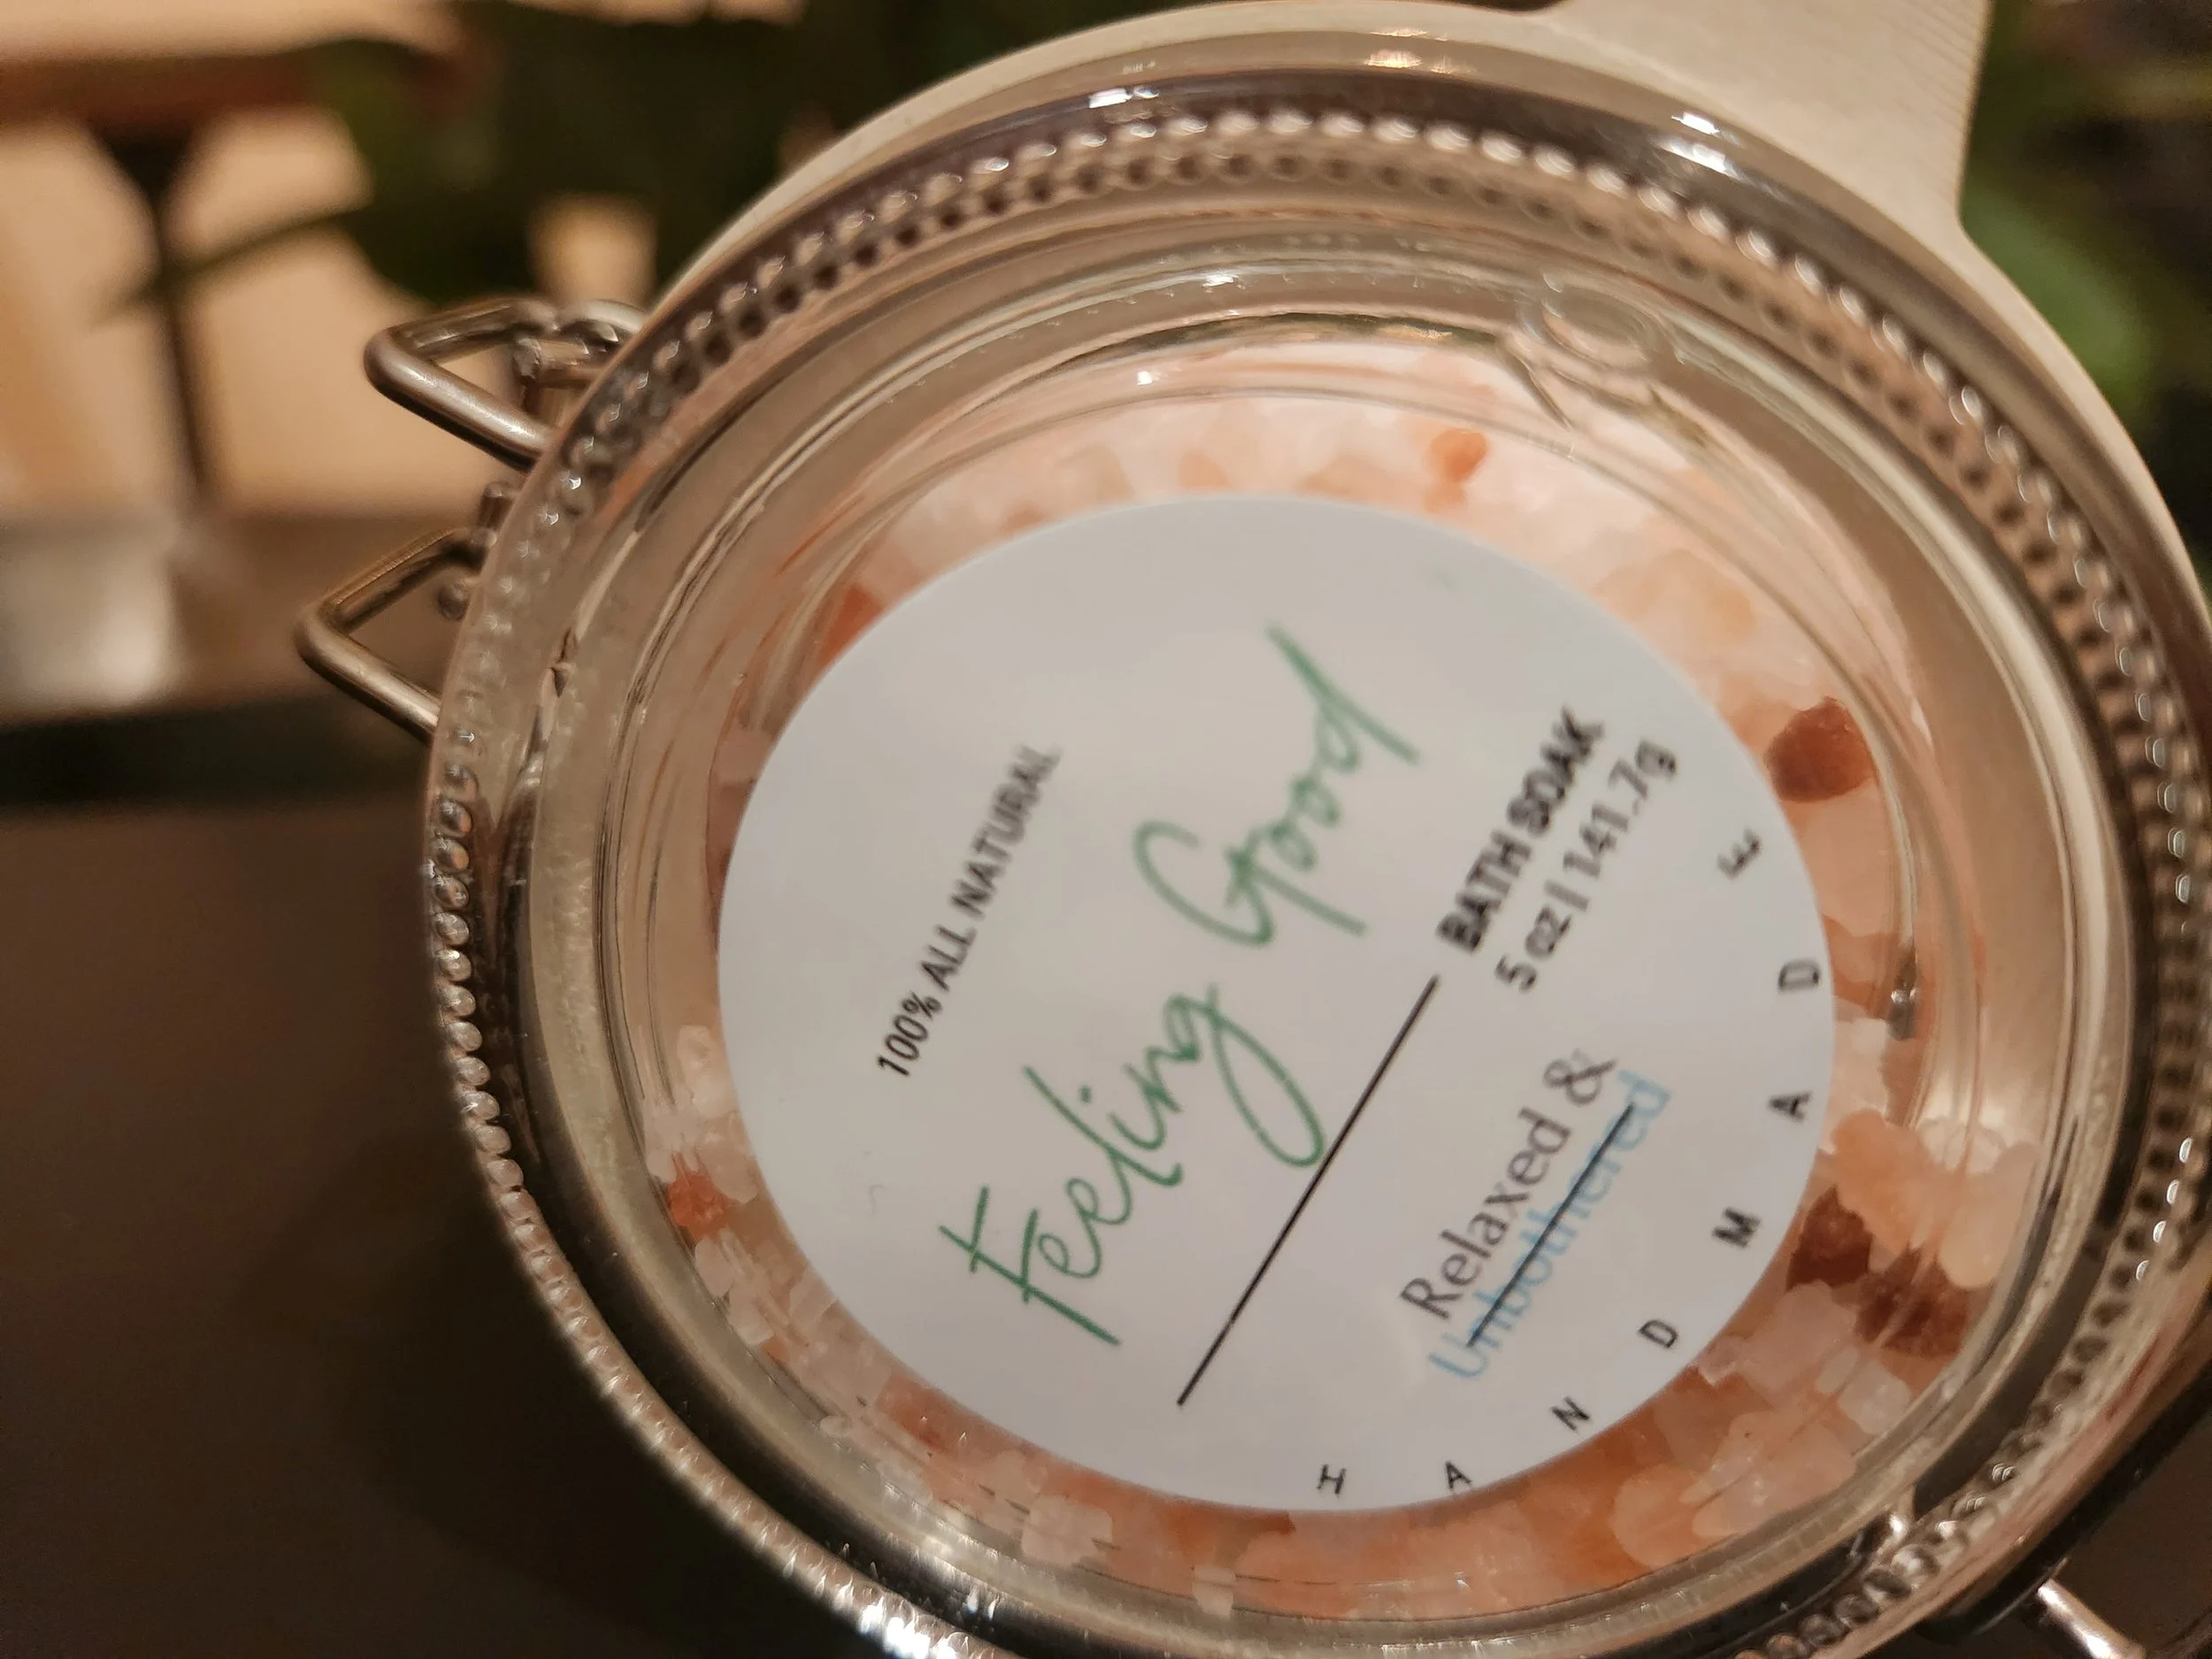 100% ALL NATURAL
Feeling Good
BATH SOAK
5 oz | 141.7g
Relaxed &
Unbothered
HANDMADE